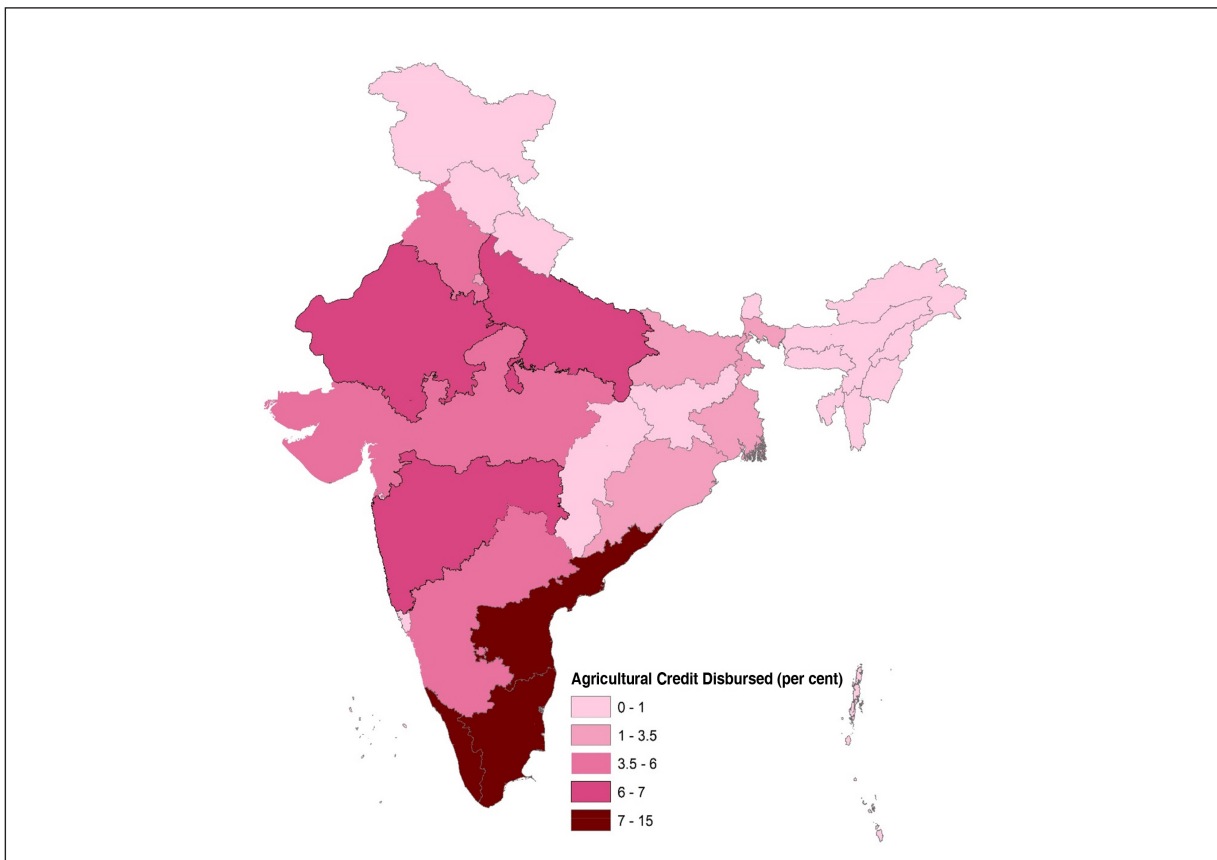 Agricultural Credit Disbursed (per cent)
0 - 1
1 - 3.5
3.5 - 6
6 - 7
7 - 15